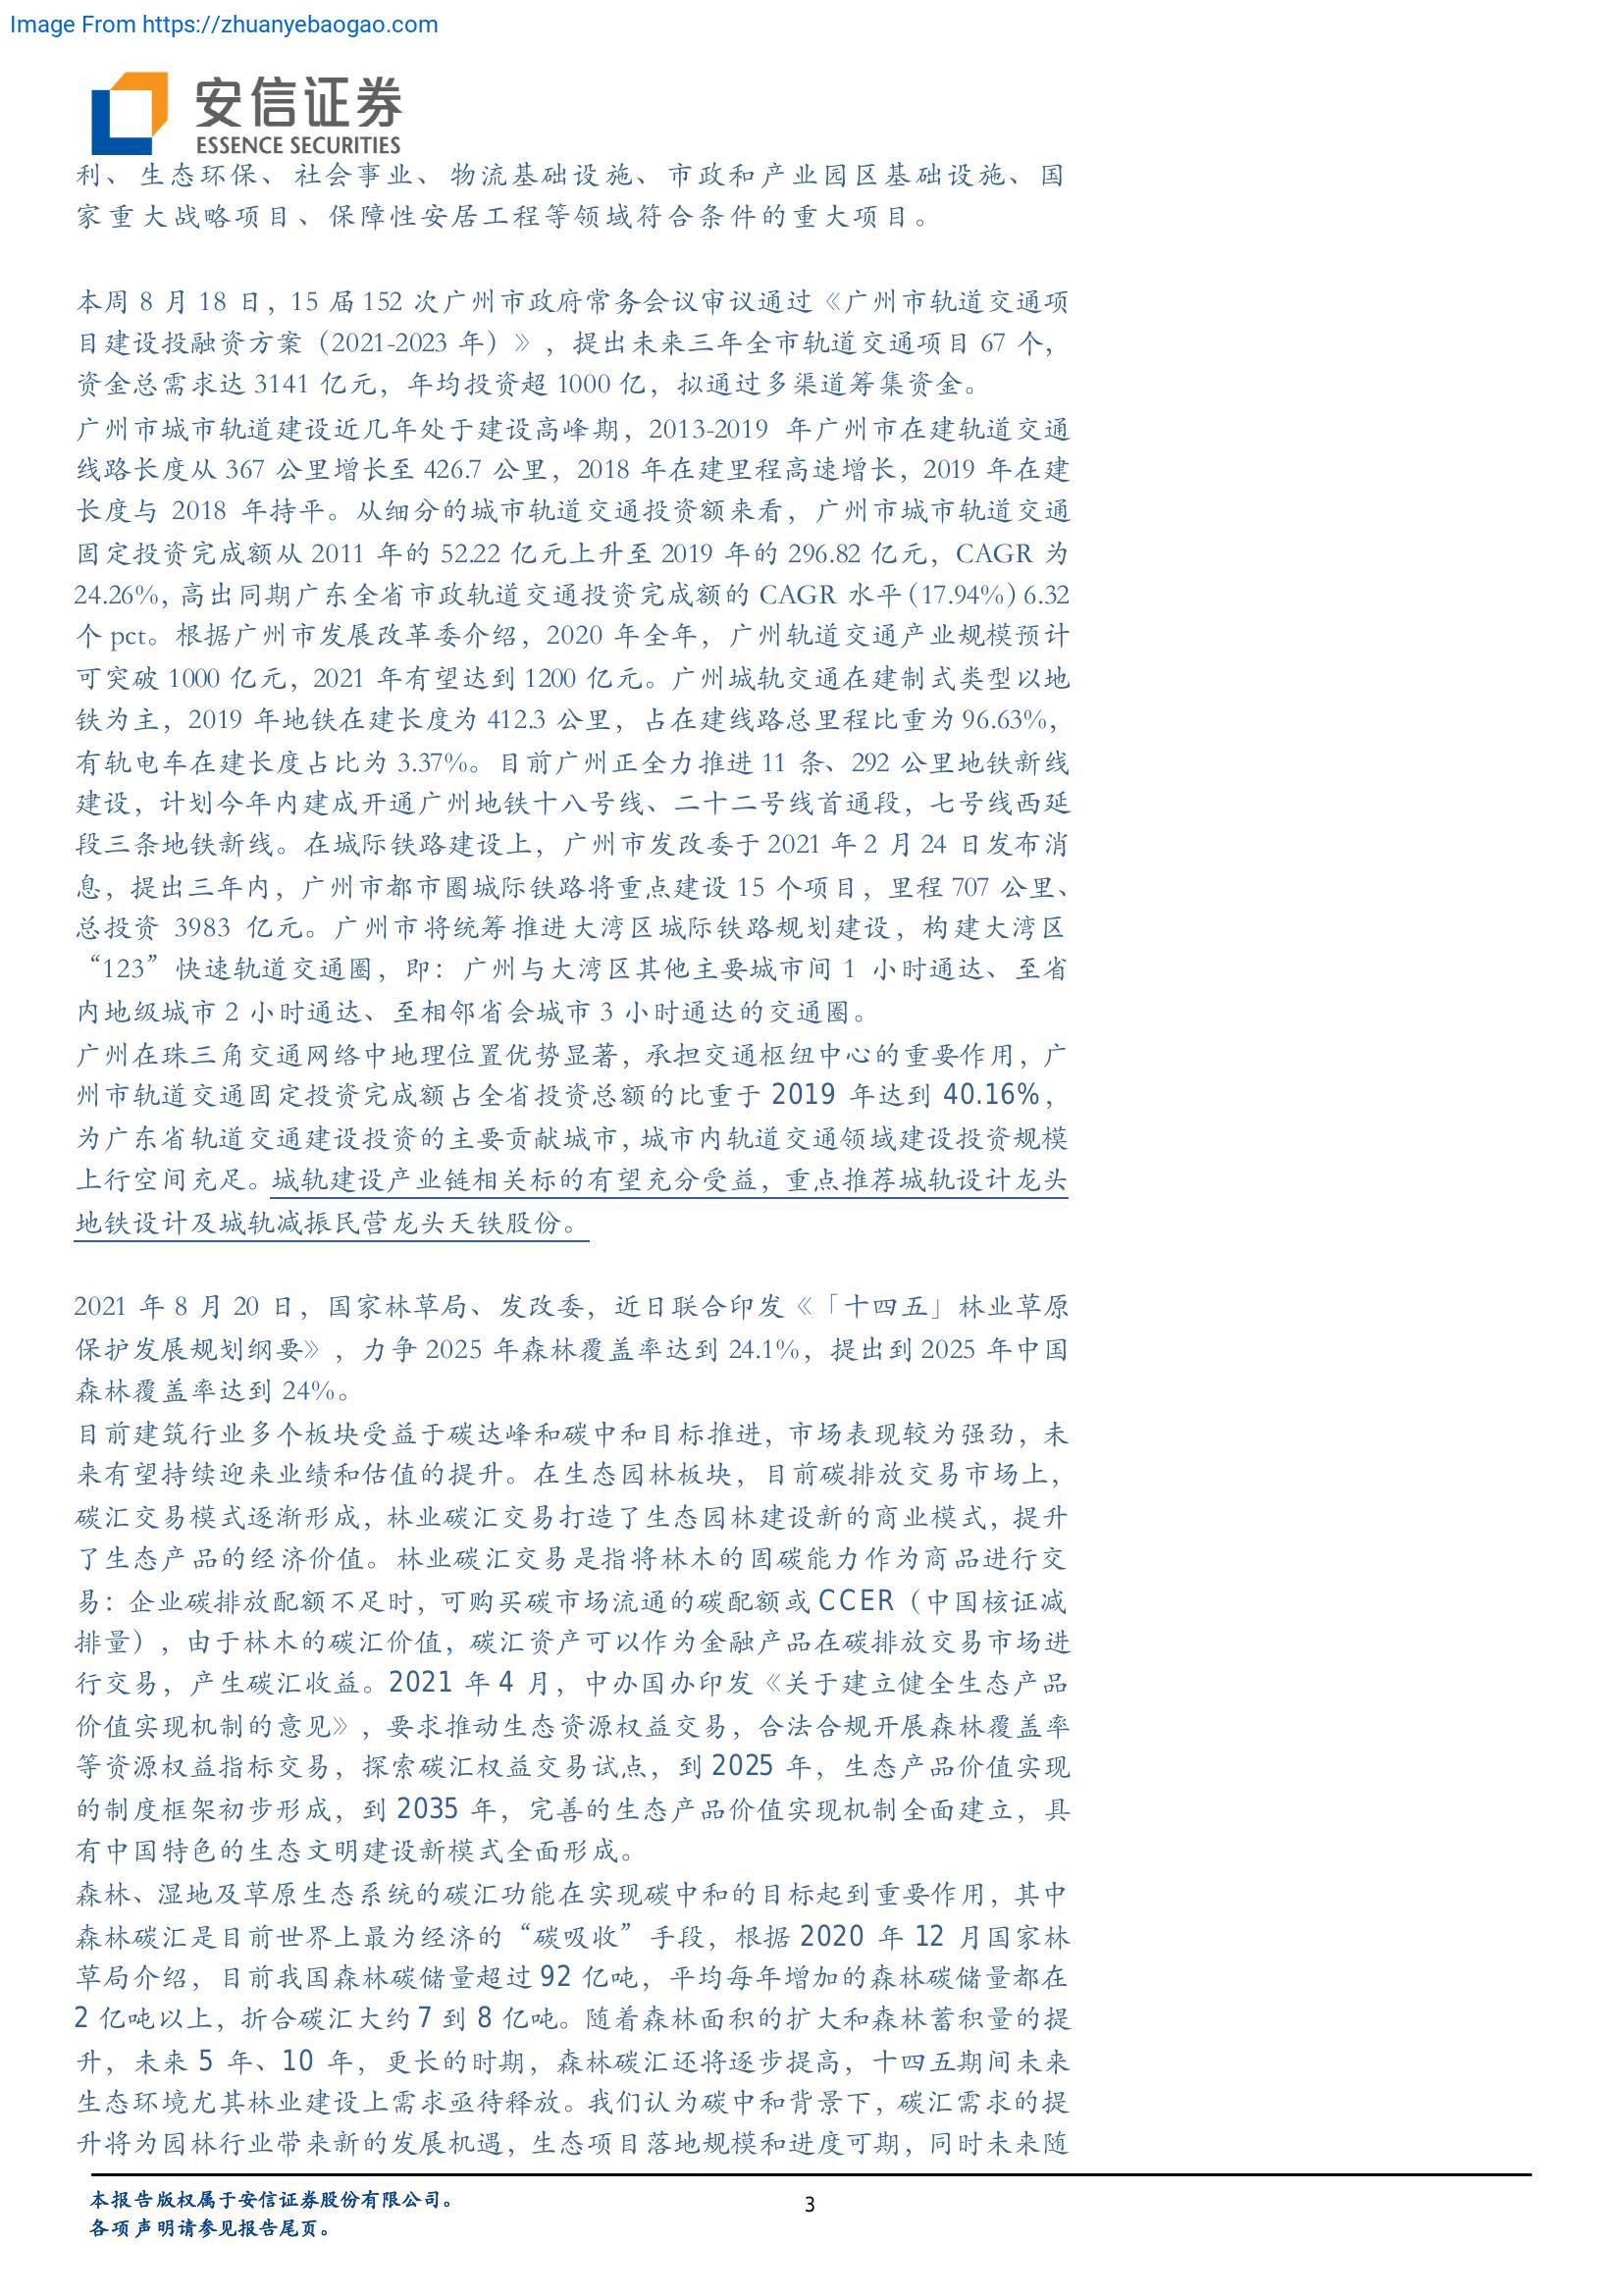 Image From https://zhuanyebaogao.com
安信证券
ESSENCE SECURITIES
利、生态环保、社会事业、物流基础设施、市政和产业园区基础设施、国
家重大战略项目、保障性安居工程等领域符合条件的重大项目。
本周 8 月 18 日，15 届 152 次广州市政府常务会议审议通过《广州市轨道交通项
目建设投融资方案（2021-2023 年）》，提出未来三年全市轨道交通项目 67 个，
资金总需求达 3141 亿元，年均投资超 1000 亿，拟通过多渠道筹集资金。
广州市城市轨道建设近几年处于建设高峰期，2013-2019 年广州市在建轨道交通
线路长度从 367 公里增长至 426.7 公里，2018 年在建里程高速增长，2019 年在建
长度与 2018 年持平。从细分的城市轨道交通投资额来看，广州市城市轨道交通
固定投资完成额从 2011 年的 52.22 亿元上升至 2019 年的 296.82 亿元，CAGR 为
24.26%，高出同期广东全省市政轨道交通投资完成额的 CAGR 水平（17.94%）6.32
个 pct。根据广州市发展改革委介绍，2020 年全年，广州轨道交通产业规模预计
可突破 1000 亿元，2021 年有望达到 1200 亿元。广州城轨交通在建制式类型以地
铁为主，2019 年地铁在建长度为 412.3 公里，占在建线路总里程比重为 96.63%，
有轨电车在建长度占比为 3.37%。目前广州正全力推进 11 条、292 公里地铁新线
建设，计划今年内建成开通广州地铁十八号线、二十二号线首通段，七号线西延
段三条地铁新线。在城际铁路建设上，广州市发改委于 2021 年 2 月 24 日发布消
息，提出三年内，广州市都市圈城际铁路将重点建设 15 个项目，里程 707 公里、
总投资 3983 亿元。广州市将统筹推进大湾区城际铁路规划建设，构建大湾区
“123”快速轨道交通圈，即：广州与大湾区其他主要城市间 1 小时通达、至省
内地级城市 2 小时通达、至相邻省会城市 3 小时通达的交通圈。
广州在珠三角交通网络中地理位置优势显著，承担交通枢纽中心的重要作用，广
州市轨道交通固定投资完成额占全省投资总额的比重于 2019 年达到 40.16%，
为广东省轨道交通建设投资的主要贡献城市，城市内轨道交通领域建设投资规模
上行空间充足。城轨建设产业链相关标的有望充分受益，重点推荐城轨设计龙头
地铁设计及城轨减振民营龙头天铁股份。
2021 年 8 月 20 日，国家林草局、发改委，近日联合印发《「十四五」林业草原
保护发展规划纲要》，力争 2025 年森林覆盖率达到 24.1%，提出到 2025 年中国
森林覆盖率达到 24%。
目前建筑行业多个板块受益于碳达峰和碳中和目标推进，市场表现较为强劲，未
来有望持续迎来业绩和估值的提升。在生态园林板块，目前碳排放交易市场上，
碳汇交易模式逐渐形成，林业碳汇交易打造了生态园林建设新的商业模式，提升
了生态产品的经济价值。林业碳汇交易是指将林木的固碳能力作为商品进行交
易：企业碳排放配额不足时，可购买碳市场流通的碳配额或 CCER（中国核证减
排量），由于林木的碳汇价值，碳汇资产可以作为金融产品在碳排放交易市场进
行交易，产生碳汇收益。2021 年 4 月，中办国办印发《关于建立健全生态产品
价值实现机制的意见》，要求推动生态资源权益交易，合法合规开展森林覆盖率
等资源权益指标交易，探索碳汇权益交易试点，到 2025 年，生态产品价值实现
的制度框架初步形成，到 2035 年，完善的生态产品价值实现机制全面建立，具
有中国特色的生态文明建设新模式全面形成。
森林、湿地及草原生态系统的碳汇功能在实现碳中和的目标起到重要作用，其中
森林碳汇是目前世界上最为经济的“碳吸收”手段，根据 2020 年 12 月国家林
草局介绍，目前我国森林碳储量超过 92 亿吨，平均每年增加的森林碳储量都在
2 亿吨以上，折合碳汇大约 7 到 8 亿吨。随着森林面积的扩大和森林蓄积量的提
升，未来 5 年、10 年，更长的时期，森林碳汇还将逐步提高，十四五期间未来
生态环境尤其林业建设上需求亟待释放。我们认为碳中和背景下，碳汇需求的提
升将为园林行业带来新的发展机遇，生态项目落地规模和进度可期，同时未来随
本报告版权属于安信证券股份有限公司。
3
各项声明请参见报告尾页。